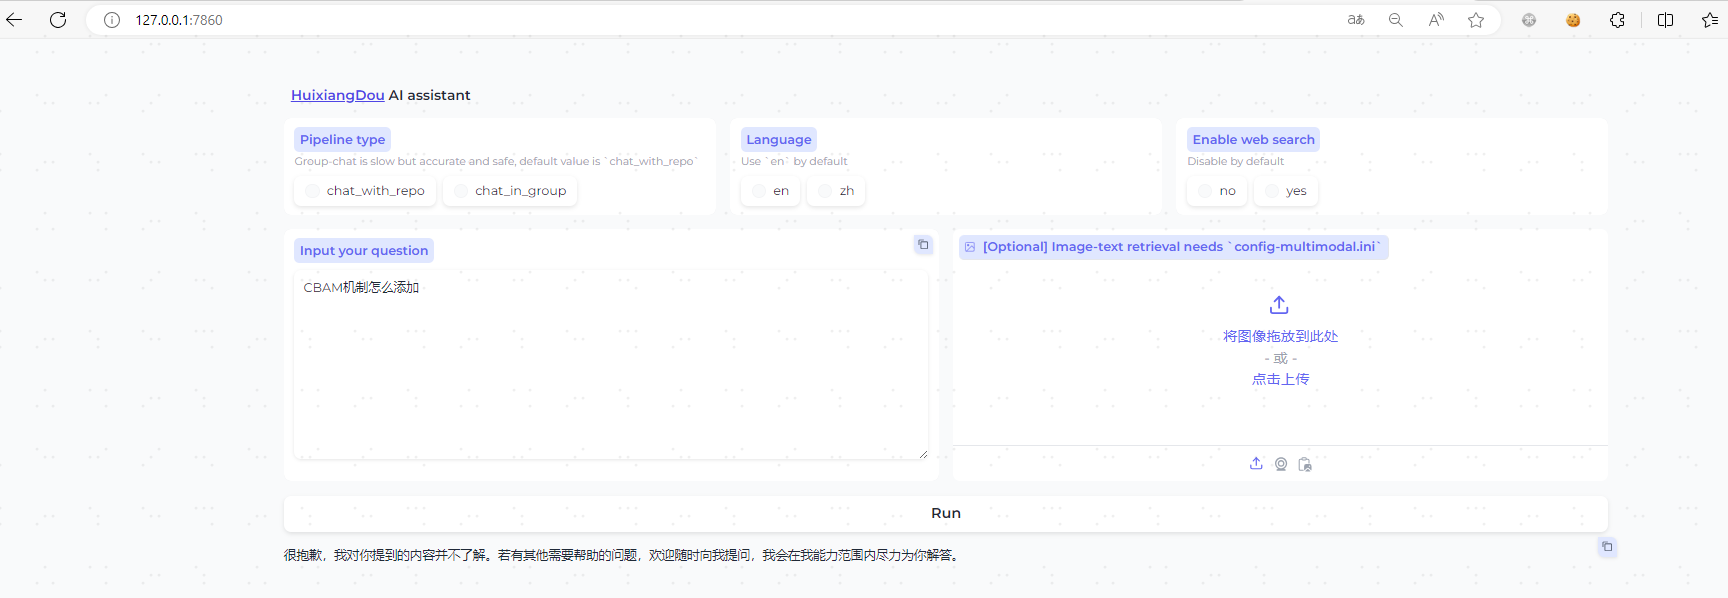 127.0.0.1:7860
HuixiangDou AI assistant
Pipeline type
Group-chat is slow but accurate and safe, default value is `chat_with_repo`
chat_with_repo
chat_in_group
Language
Use `en` by default
en
zh
Enable web search
Disable by default
no
yes
Input your question
CBAM机制怎么添加
[Optional] Image-text retrieval needs `config-multimodal.ini`
将图像拖放到此处
- 或 -
点击上传
Run
很抱歉，我对你提到的内容并不了解。若有其他需要帮助的问题，欢迎随时向我提问，我会在我能力范围内尽力为你解答。